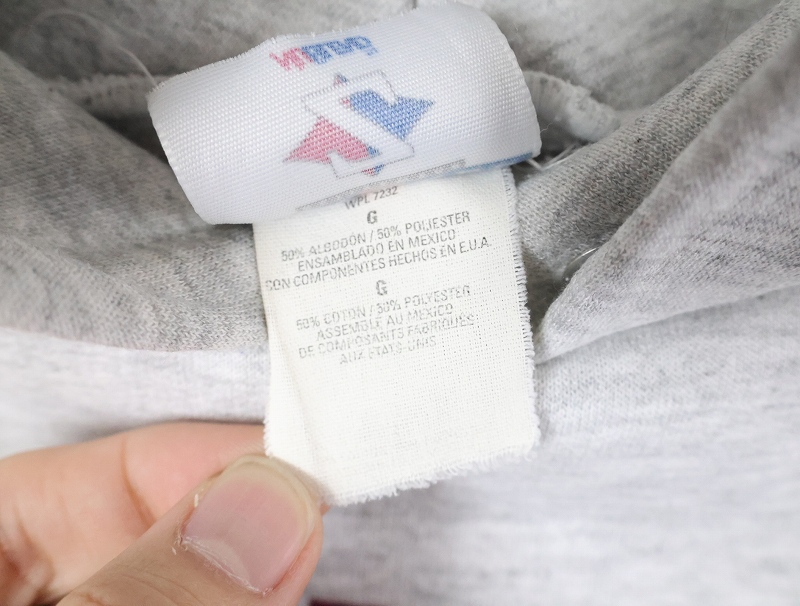 WPL 7232
G
50% ALGODÓN / 50% POLIESTER
ENSAMBLADO EN MEXICO
CON COMPONENTES HECHOS EN E.U.A.
G
50% COTON / 50% POLYESTER
ASSEMBLE AU MEXICO
DE COMPOSANTS FABRIQUES
AUX ETATS-UNIS